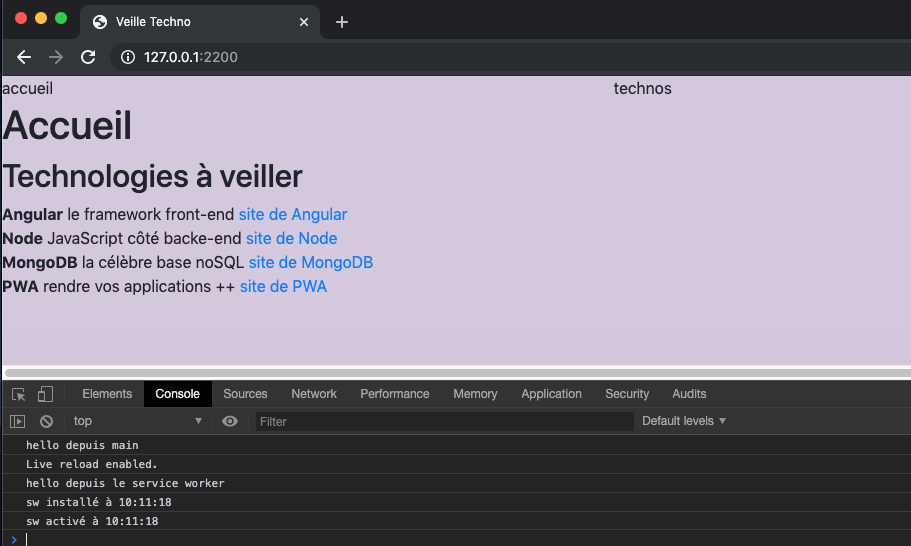 Veille Techno
127.0.0.1:2200
accueil technos
Accueil
Technologies à veiller
Angular le framework front-end site de Angular
Node JavaScript côté backe-end site de Node
MongoDB la célèbre base noSQL site de MongoDB
PWA rendre vos applications ++ site de PWA
Elements Console Sources Network Performance Memory Application Security Audits
top Filter Default levels
hello depuis main
Live reload enabled.
hello depuis le service worker
sw installé à 10:11:18
sw activé à 10:11:18